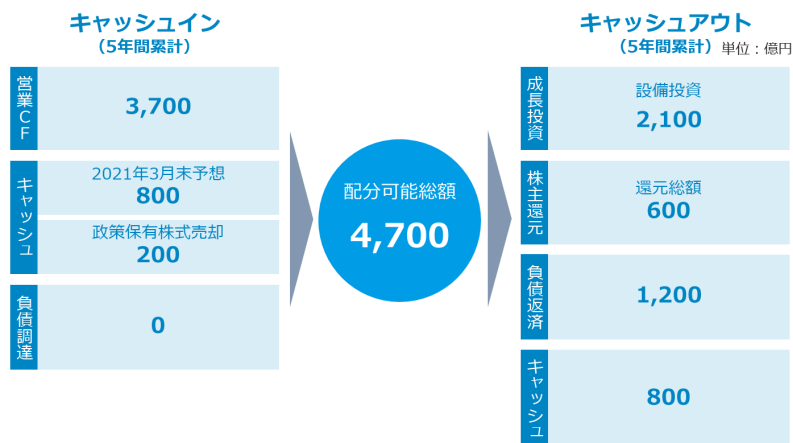 キャッシュイン
（5年間累計）
営業CF
3,700
キャッシュ
2021年3月末予想
800
政策保有株式売却
200
負債調達
0
配分可能総額
4,700
キャッシュアウト
（5年間累計）
単位：億円
成長投資
設備投資
2,100
株主還元
還元総額
600
負債返済
1,200
キャッシュ
800